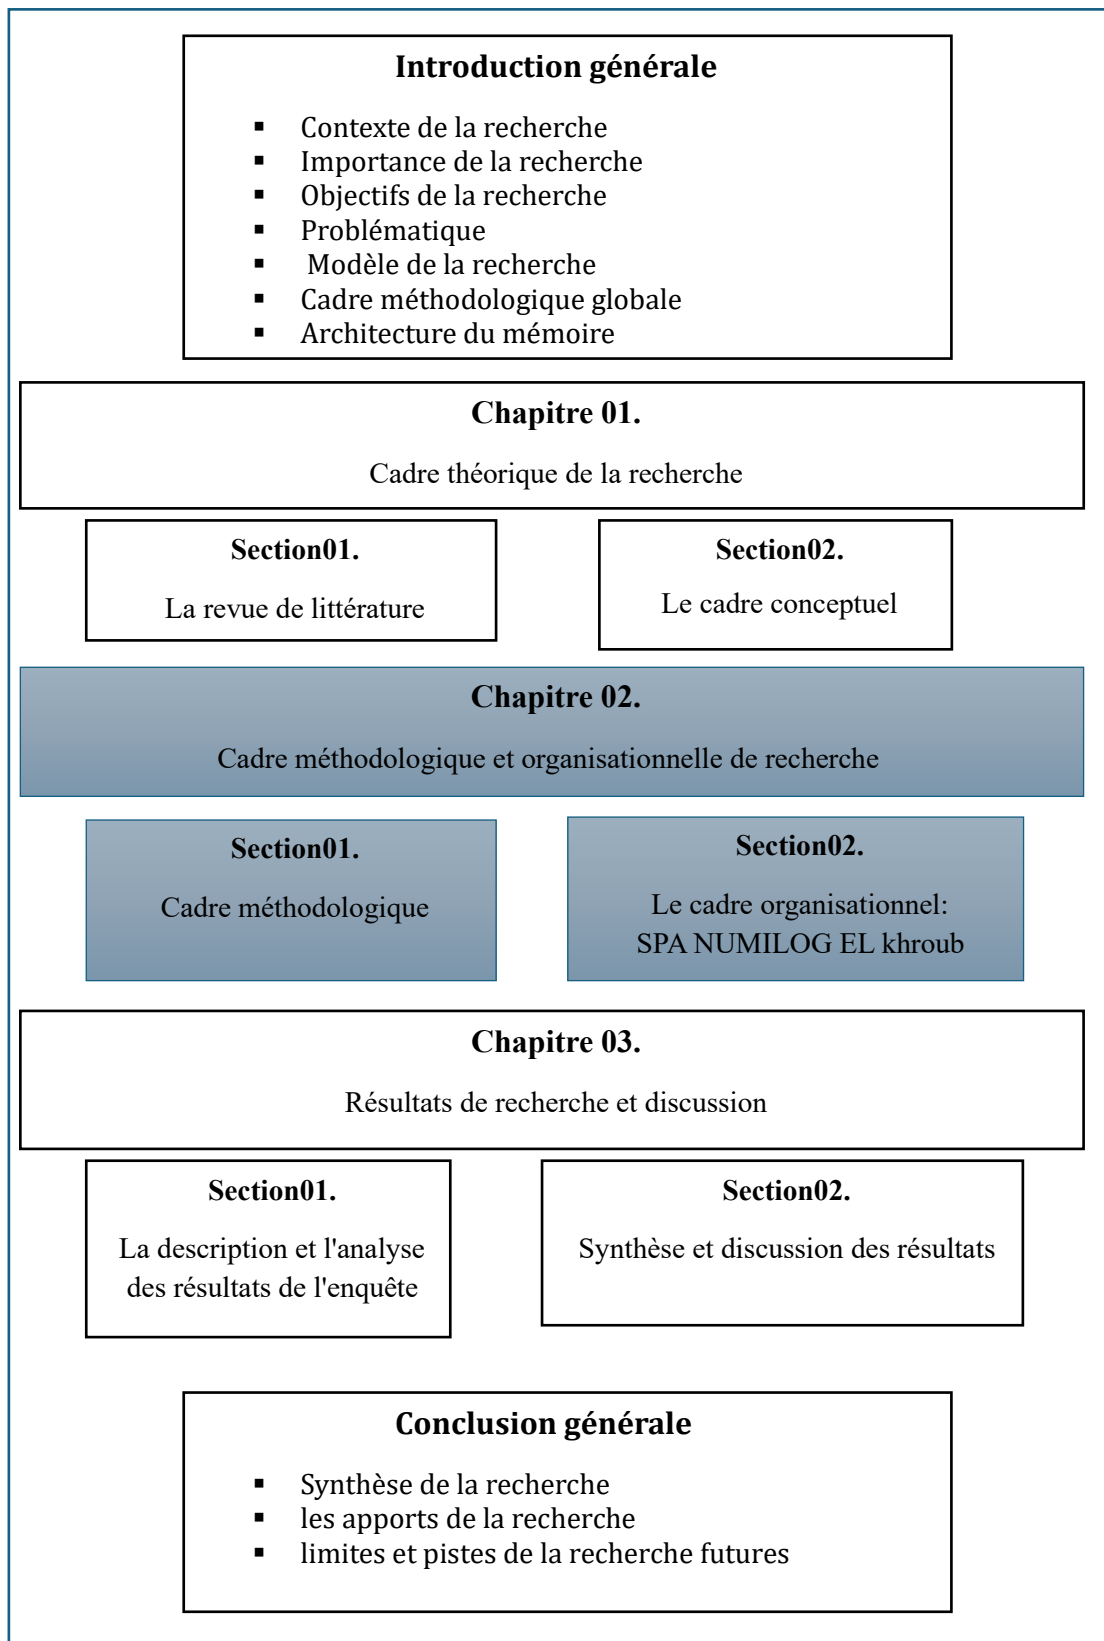 Introduction générale
▪ Contexte de la recherche
▪ Importance de la recherche
▪ Objectifs de la recherche
▪ Problématique
▪ Modèle de la recherche
▪ Cadre méthodologique globale
▪ Architecture du mémoire
Chapitre 01.
Cadre théorique de la recherche
Section01.
La revue de littérature
Section02.
Le cadre conceptuel
Chapitre 02.
Cadre méthodologique et organisationnelle de recherche
Section01.
Cadre méthodologique
Section02.
Le cadre organisationnel:
SPA NUMILOG EL khroub
Chapitre 03.
Résultats de recherche et discussion
Section01.
La description et l'analyse
des résultats de l'enquête
Section02.
Synthèse et discussion des résultats
Conclusion générale
▪ Synthèse de la recherche
▪ les apports de la recherche
▪ limites et pistes de la recherche futures